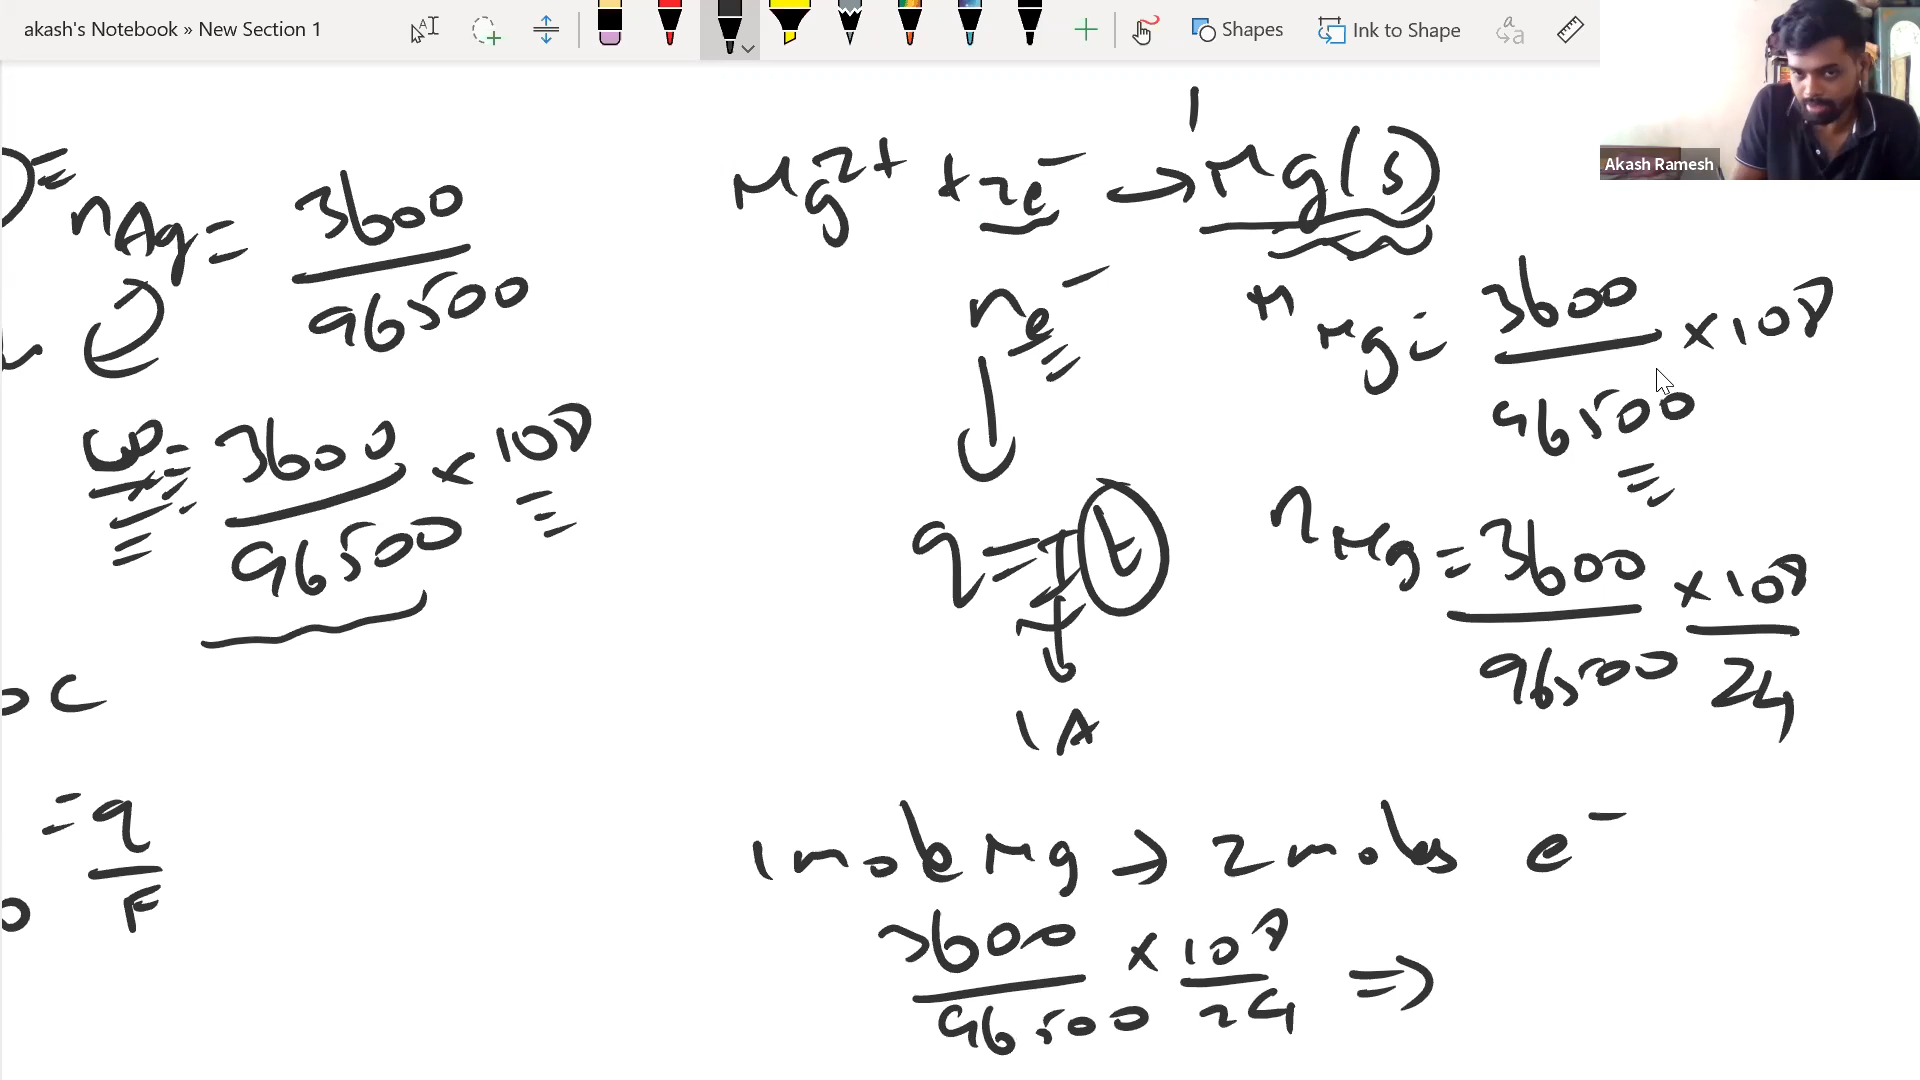 akash's Notebook » New Section 1
Shapes
Ink to Shape
Akash Ramesh
nAg = 3600
96500
ω = 3600 × 108
96500
C
= q
F
1
Mg2+ + 2e- → Mg(s)
ne-
q = It
1A
MMg = 3600 × 108
96500
nMg = 3600 × 108
96500 24
1 mole Mg → 2 moles e-
3600 × 108 ⇒
96500 24